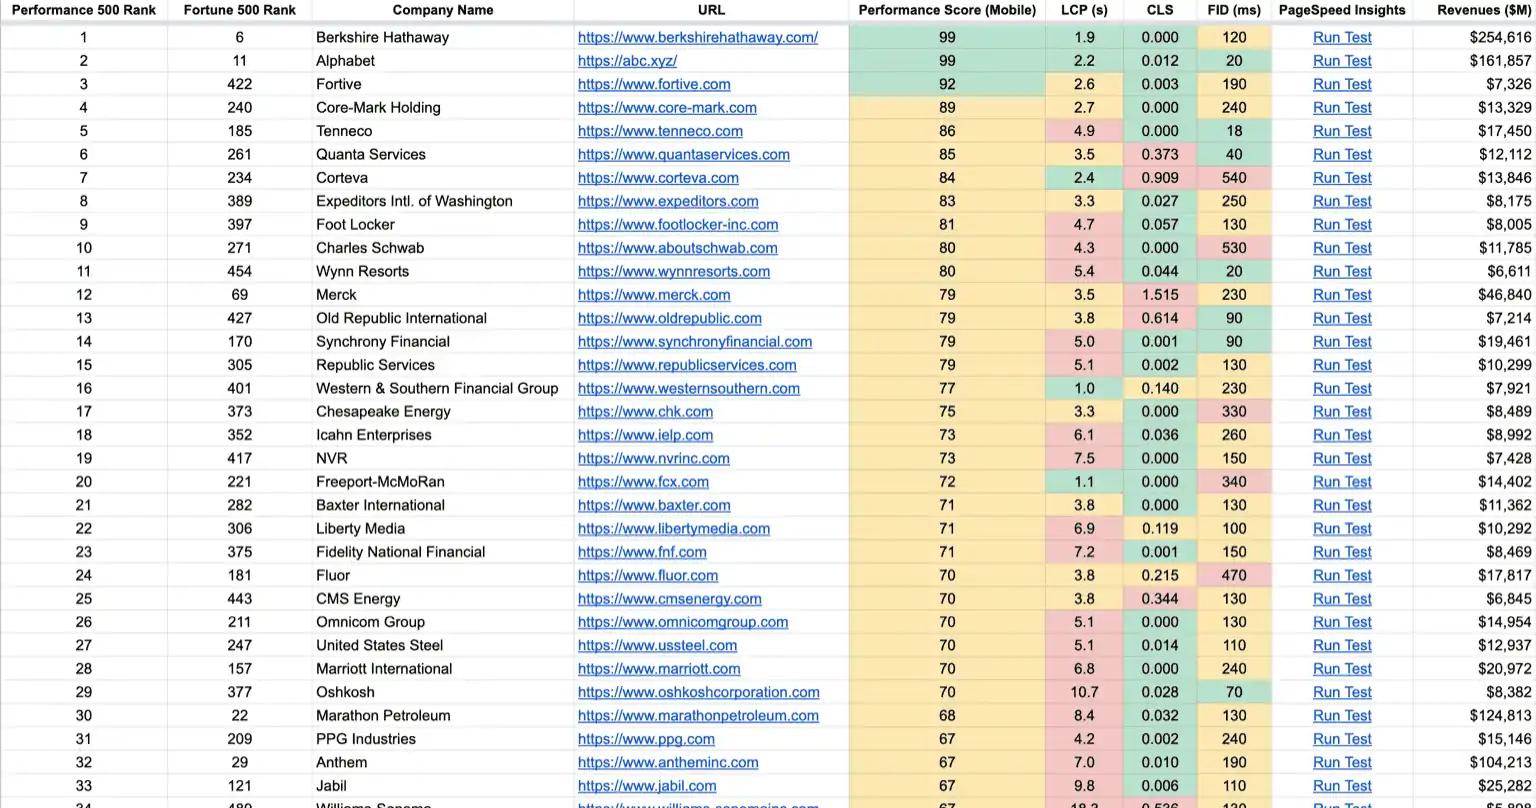 Performance 500 Rank Fortune 500 Rank Company Name URL Performance Score (Mobile) LCP (s) CLS FID (ms) PageSpeed Insights Revenues ($M)
1 6 Berkshire Hathaway https://www.berkshirehathaway.com/ 99 1.9 0.000 120 Run Test $254,616
2 11 Alphabet https://abc.xyz/ 99 2.2 0.012 20 Run Test $161,857
3 422 Fortive https://www.fortive.com 92 2.6 0.003 190 Run Test $7,326
4 240 Core-Mark Holding https://www.core-mark.com 89 2.7 0.000 240 Run Test $13,329
5 185 Tenneco https://www.tenneco.com 86 4.9 0.000 18 Run Test $17,450
6 261 Quanta Services https://www.quantaservices.com 85 3.5 0.373 40 Run Test $12,112
7 234 Corteva https://www.corteva.com 84 2.4 0.909 540 Run Test $13,846
8 389 Expeditors Intl. of Washington https://www.expeditors.com 83 3.3 0.027 250 Run Test $8,175
9 397 Foot Locker https://www.footlocker-inc.com 81 4.7 0.057 130 Run Test $8,005
10 271 Charles Schwab https://www.aboutschwab.com 80 4.3 0.000 530 Run Test $11,785
11 454 Wynn Resorts https://www.wynnresorts.com 80 5.4 0.044 20 Run Test $6,611
12 69 Merck https://www.merck.com 79 3.5 1.515 230 Run Test $46,840
13 427 Old Republic International https://www.oldrepublic.com 79 3.8 0.614 90 Run Test $7,214
14 170 Synchrony Financial https://www.synchronyfinancial.com 79 5.0 0.001 90 Run Test $19,461
15 305 Republic Services https://www.republicservices.com 79 5.1 0.002 130 Run Test $10,299
16 401 Western & Southern Financial Group https://www.westernsouthern.com 77 1.0 0.140 230 Run Test $7,921
17 373 Chesapeake Energy https://www.chk.com 75 3.3 0.000 330 Run Test $8,489
18 352 Icahn Enterprises https://www.ielp.com 73 6.1 0.036 260 Run Test $8,992
19 417 NVR https://www.nvrinc.com 73 7.5 0.000 150 Run Test $7,428
20 221 Freeport-McMoRan https://www.fcx.com 72 1.1 0.000 340 Run Test $14,402
21 282 Baxter International https://www.baxter.com 71 3.8 0.000 130 Run Test $11,362
22 306 Liberty Media https://www.libertymedia.com 71 6.9 0.119 100 Run Test $10,292
23 375 Fidelity National Financial https://www.fnf.com 71 7.2 0.001 150 Run Test $8,469
24 181 Fluor https://www.fluor.com 70 3.8 0.215 470 Run Test $17,817
25 443 CMS Energy https://www.cmsenergy.com 70 3.8 0.344 130 Run Test $6,845
26 211 Omnicom Group https://www.omnicomgroup.com 70 5.1 0.000 130 Run Test $14,954
27 247 United States Steel https://www.ussteel.com 70 5.1 0.014 110 Run Test $12,937
28 157 Marriott International https://www.marriott.com 70 6.8 0.000 240 Run Test $20,972
29 377 Oshkosh https://www.oshkoshcorporation.com 70 10.7 0.028 70 Run Test $8,382
30 22 Marathon Petroleum https://www.marathonpetroleum.com 68 8.4 0.032 130 Run Test $124,813
31 209 PPG Industries https://www.ppg.com 67 4.2 0.002 240 Run Test $15,146
32 29 Anthem https://www.antheminc.com 67 7.0 0.010 190 Run Test $104,213
33 121 Jabil https://www.jabil.com 67 9.8 0.006 110 Run Test $25,282